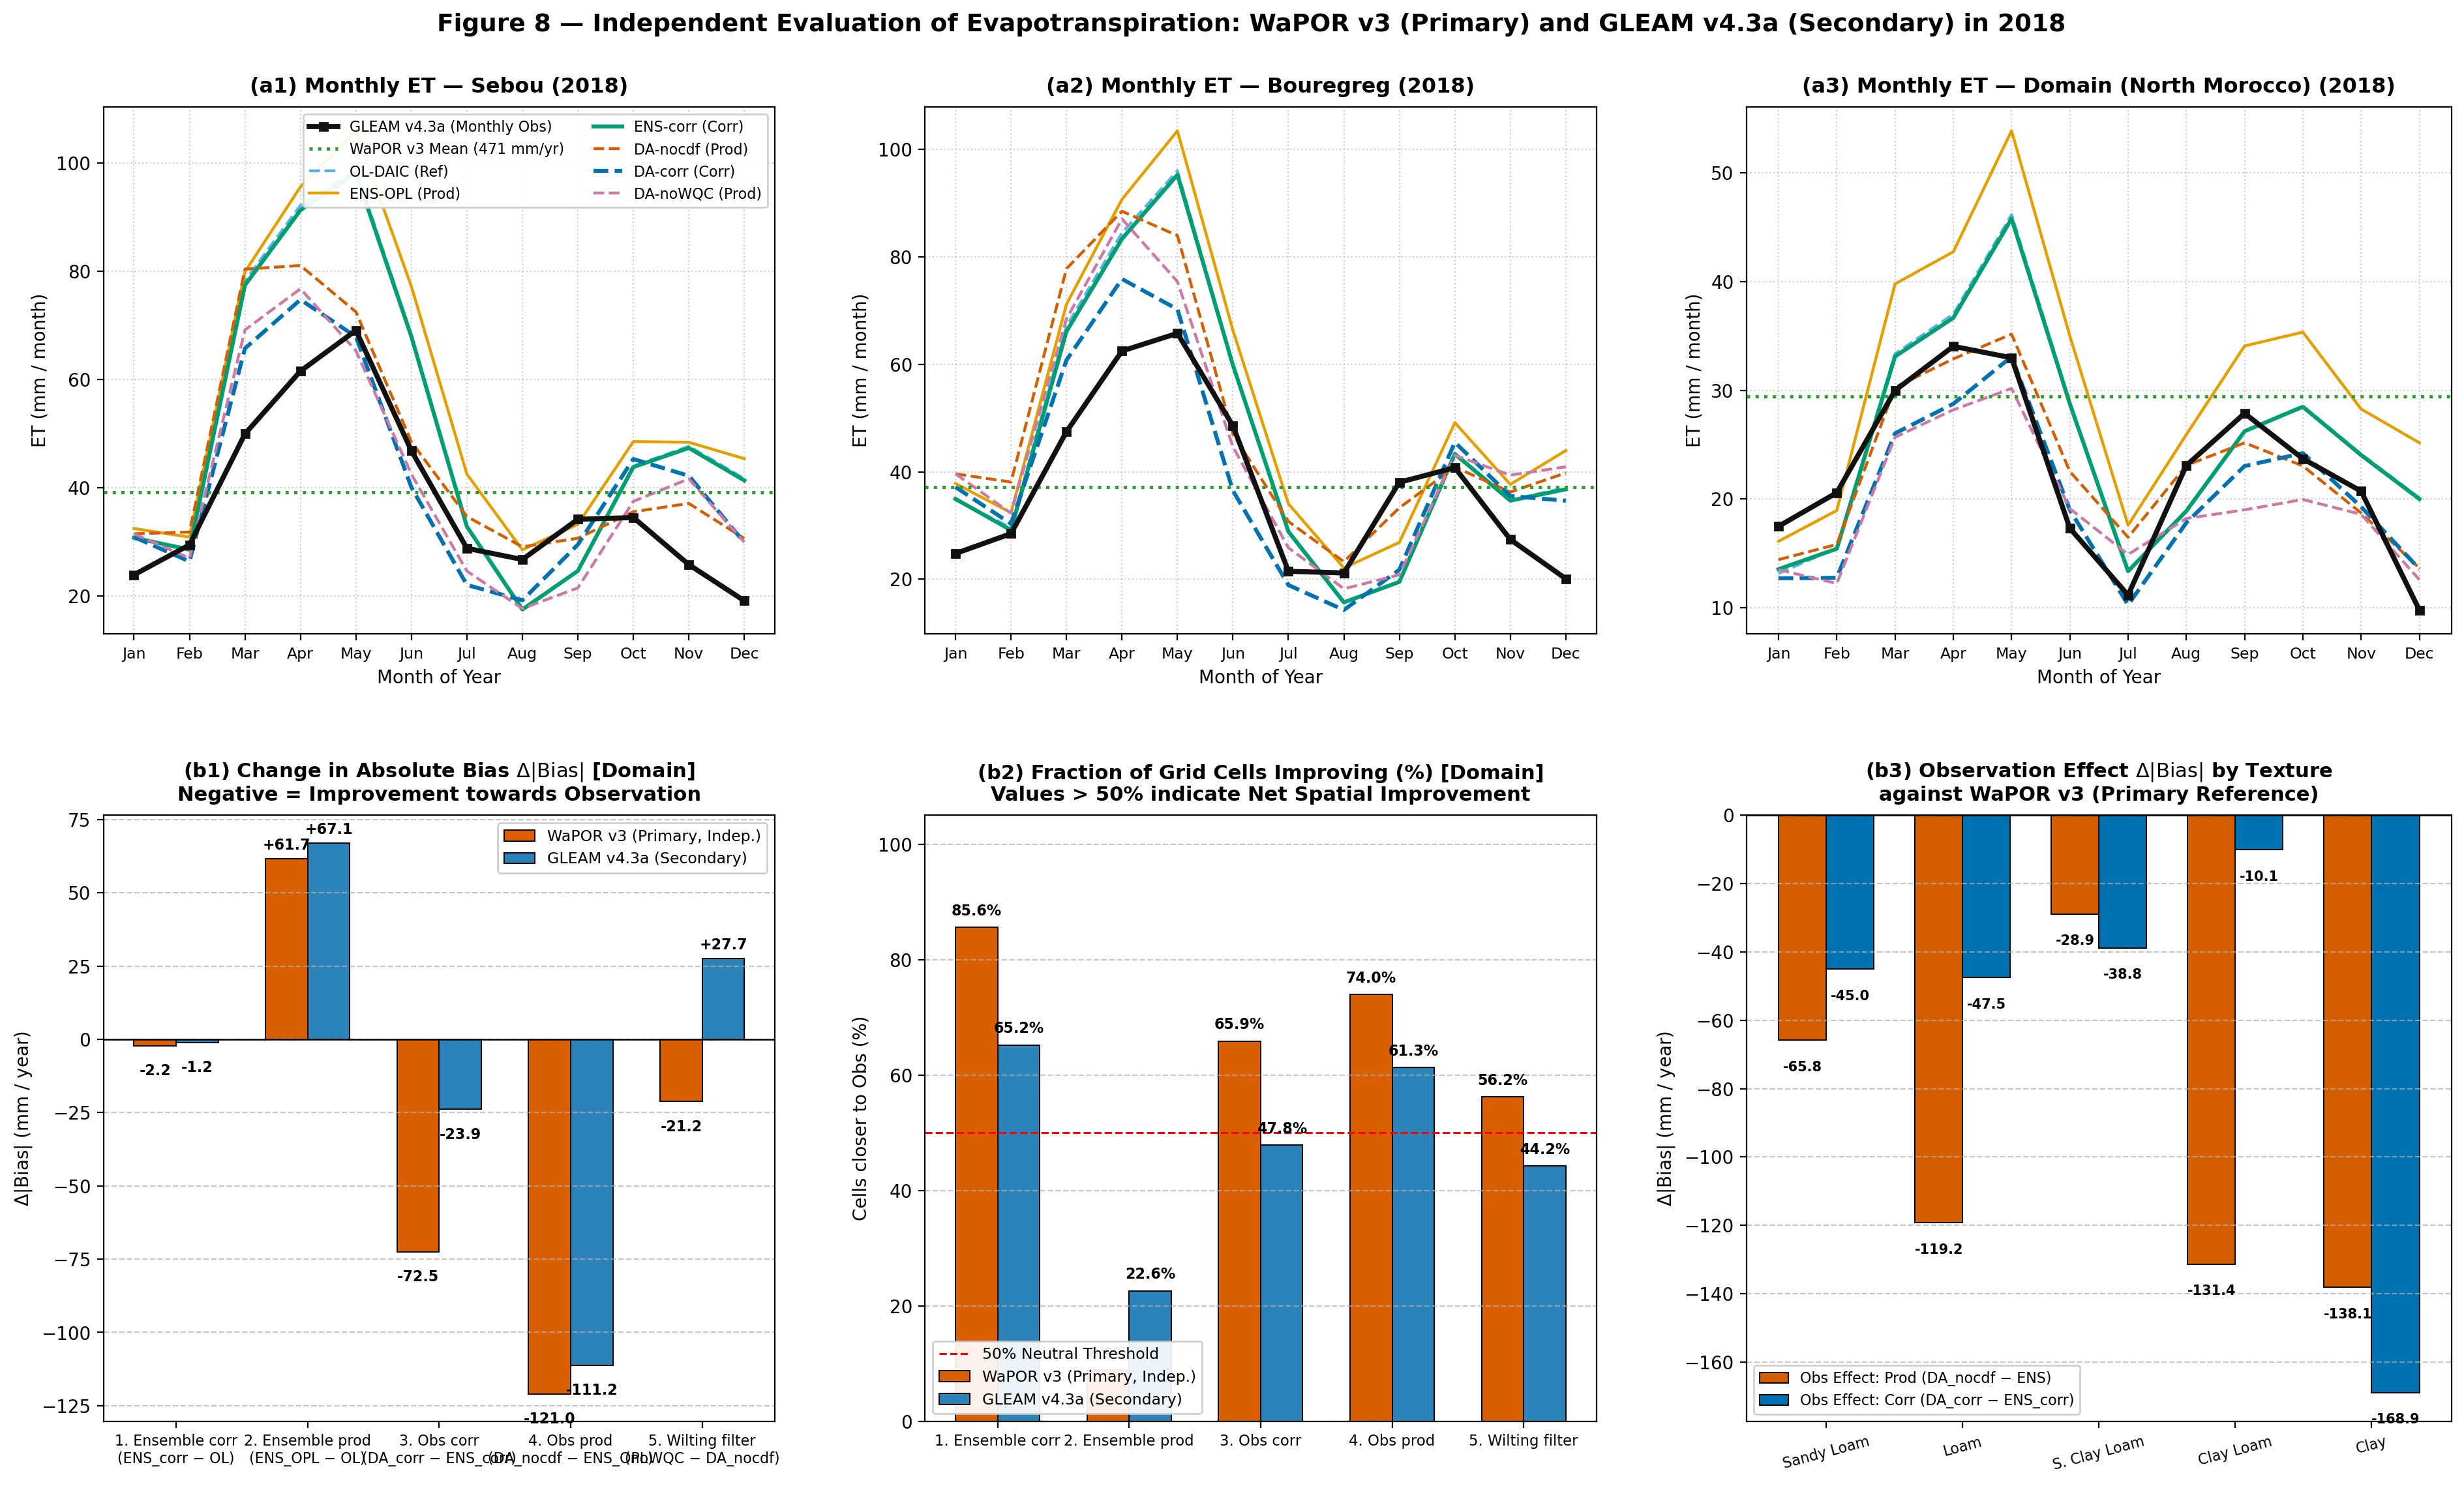 Figure 8 — Independent Evaluation of Evapotranspiration: WaPOR v3 (Primary) and GLEAM v4.3a (Secondary) in 2018
(a1) Monthly ET — Sebou (2018)
ET (mm / month)
100
80
60
40
20
GLEAM v4.3a (Monthly Obs)
WaPOR v3 Mean (471 mm/yr)
OL-DAIC (Ref)
ENS-OPL (Prod)
ENS-corr (Corr)
DA-nocdf (Prod)
DA-corr (Corr)
DA-noWQC (Prod)
Jan Feb Mar Apr May Jun Jul Aug Sep Oct Nov Dec
Month of Year
(a2) Monthly ET — Bouregreg (2018)
ET (mm / month)
100
80
60
40
20
Jan Feb Mar Apr May Jun Jul Aug Sep Oct Nov Dec
Month of Year
(a3) Monthly ET — Domain (North Morocco) (2018)
ET (mm / month)
50
40
30
20
10
Jan Feb Mar Apr May Jun Jul Aug Sep Oct Nov Dec
Month of Year
(b1) Change in Absolute Bias Δ|Bias| [Domain]
Negative = Improvement towards Observation
Δ|Bias| (mm / year)
75
50
25
0
−25
−50
−75
−100
−125
WaPOR v3 (Primary, Indep.)
GLEAM v4.3a (Secondary)
-2.2
-1.2
+61.7
+67.1
-72.5
-23.9
-121.0
-111.2
-21.2
+27.7
1. Ensemble corr
(ENS_corr − OL)
2. Ensemble prod
(ENS_OPL − OL)
3. Obs corr
(DA_corr − ENS_corr)
4. Obs prod
(DA_nocdf − ENS_OPL)
5. Wilting filter
(noWQC − DA_nocdf)
(b2) Fraction of Grid Cells Improving (%) [Domain]
Values > 50% indicate Net Spatial Improvement
Cells closer to Obs (%)
100
80
60
40
20
0
85.6%
65.2%
22.6%
65.9%
47.8%
74.0%
61.3%
56.2%
44.2%
50% Neutral Threshold
WaPOR v3 (Primary, Indep.)
GLEAM v4.3a (Secondary)
1. Ensemble corr
2. Ensemble prod
3. Obs corr
4. Obs prod
5. Wilting filter
(b3) Observation Effect Δ|Bias| by Texture
against WaPOR v3 (Primary Reference)
Δ|Bias| (mm / year)
0
−20
−40
−60
−80
−100
−120
−140
−160
-65.8
-45.0
-119.2
-47.5
-28.9
-38.8
-131.4
-10.1
-138.1
-168.9
Obs Effect: Prod (DA_nocdf − ENS)
Obs Effect: Corr (DA_corr − ENS_corr)
Sandy Loam
Loam
S. Clay Loam
Clay Loam
Clay